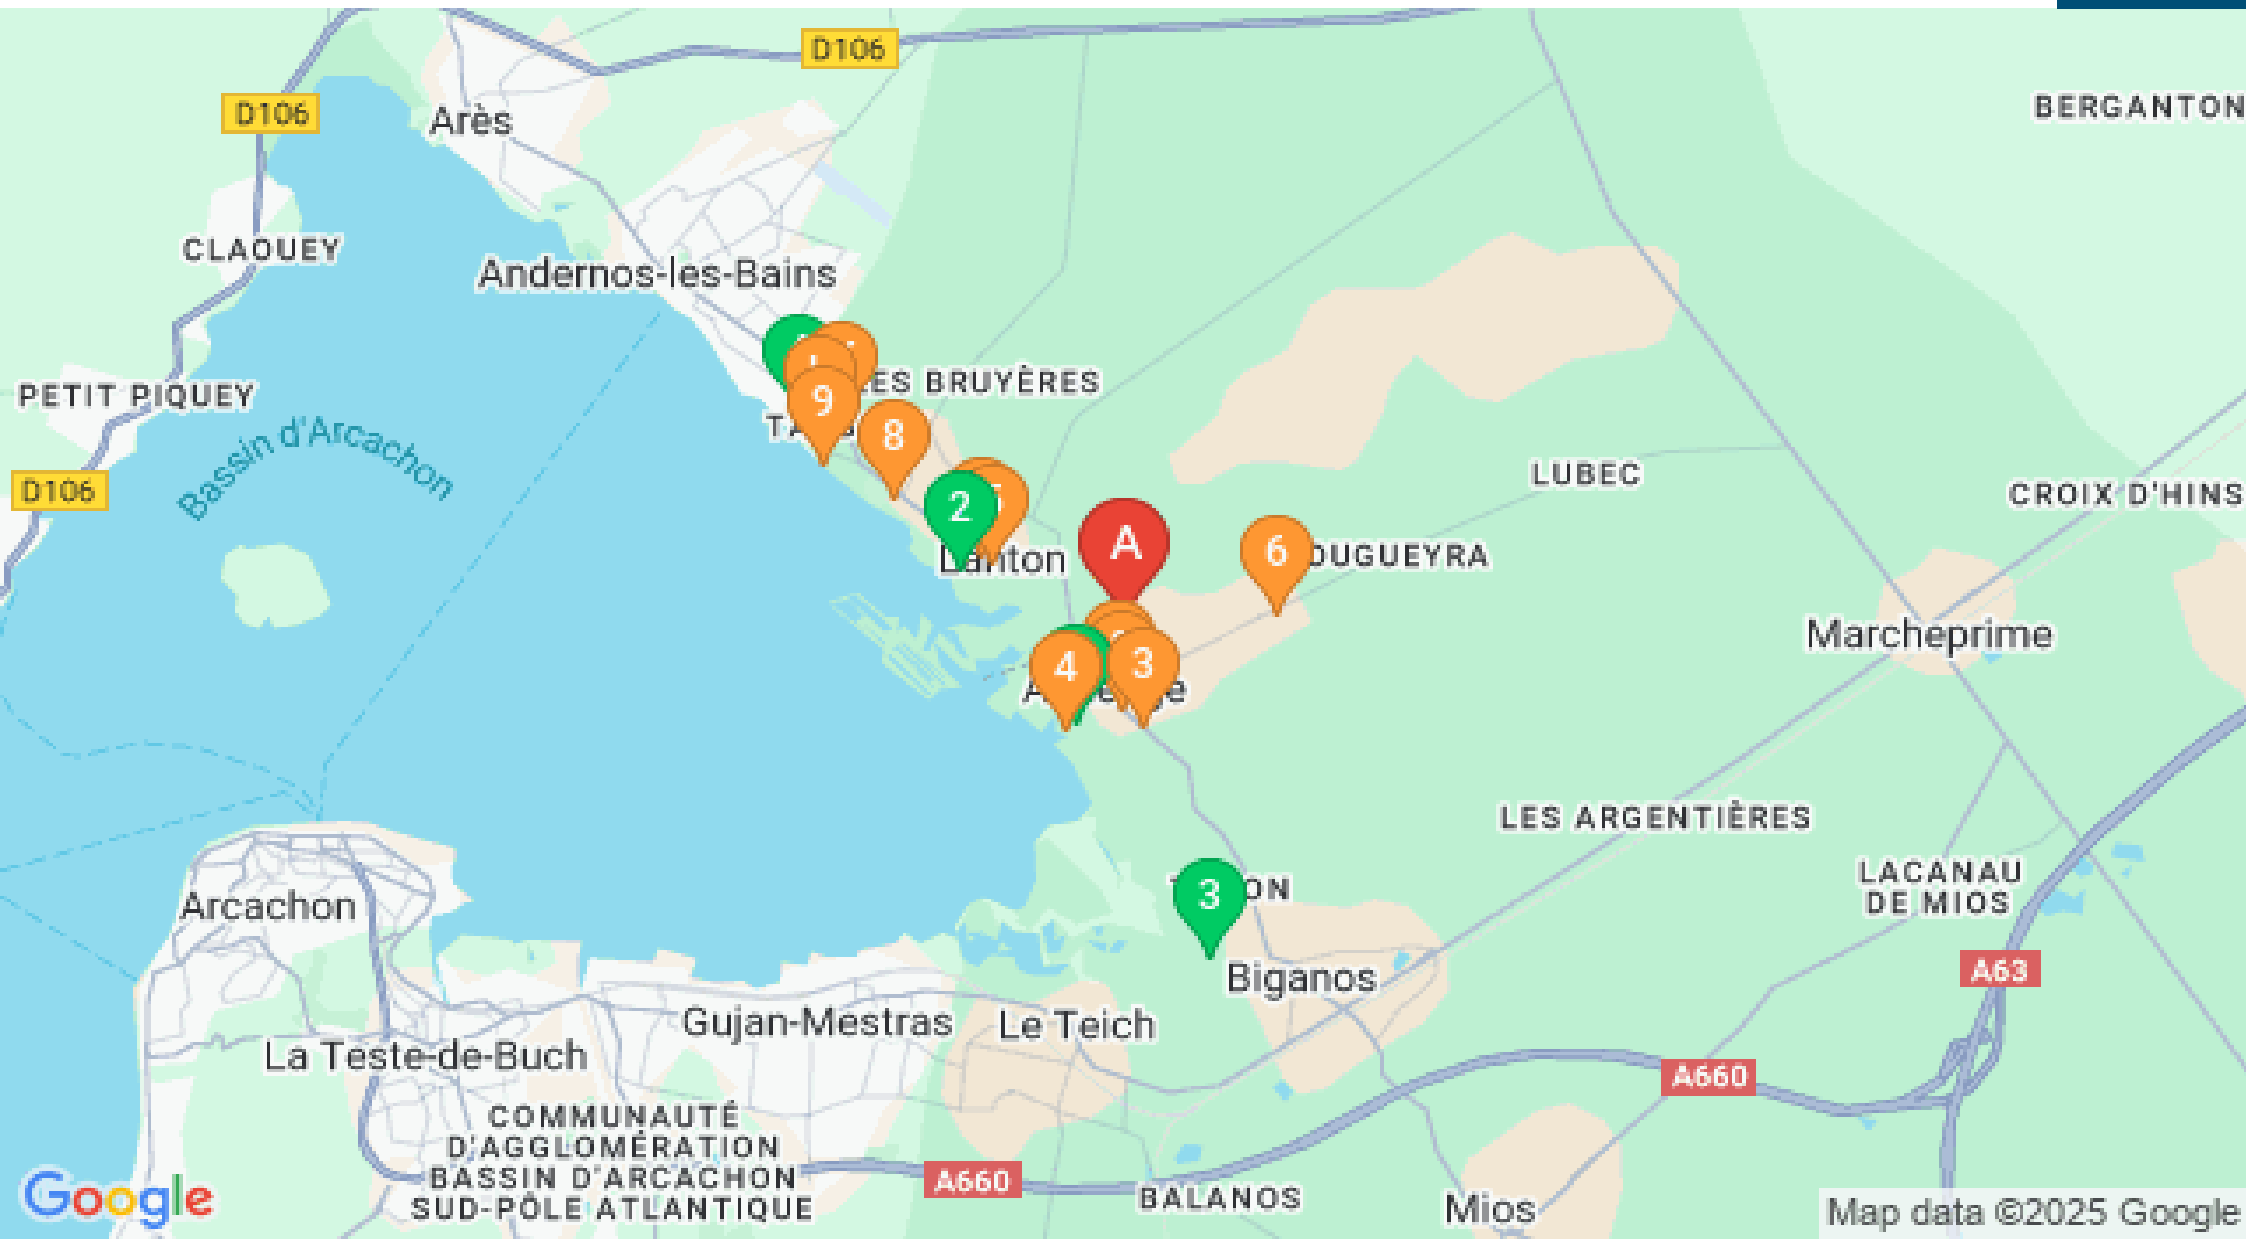 D106
D106
Arès
BERGANTON
CLAOUEY
Andernos-les-Bains
PETIT PIQUEY
LES BRUYÈRES
9
8
Bassin d'Arcachon
D106
LUBEC
CROIX D'HINS
2
A
6
Lanton
Marcheprime
4
3
LES ARGENTIÈRES
LACANAU
DE MIOS
3
Arcachon
A63
Biganos
Gujan-Mestras
Le Teich
La Teste-de-Buch
A660
COMMUNAUTÉ
D'AGGLOMÉRATION
BASSIN D'ARCACHON
SUD-PÔLE ATLANTIQUE
A660
BALANOS
Mios
Google
Map data ©2025 Google